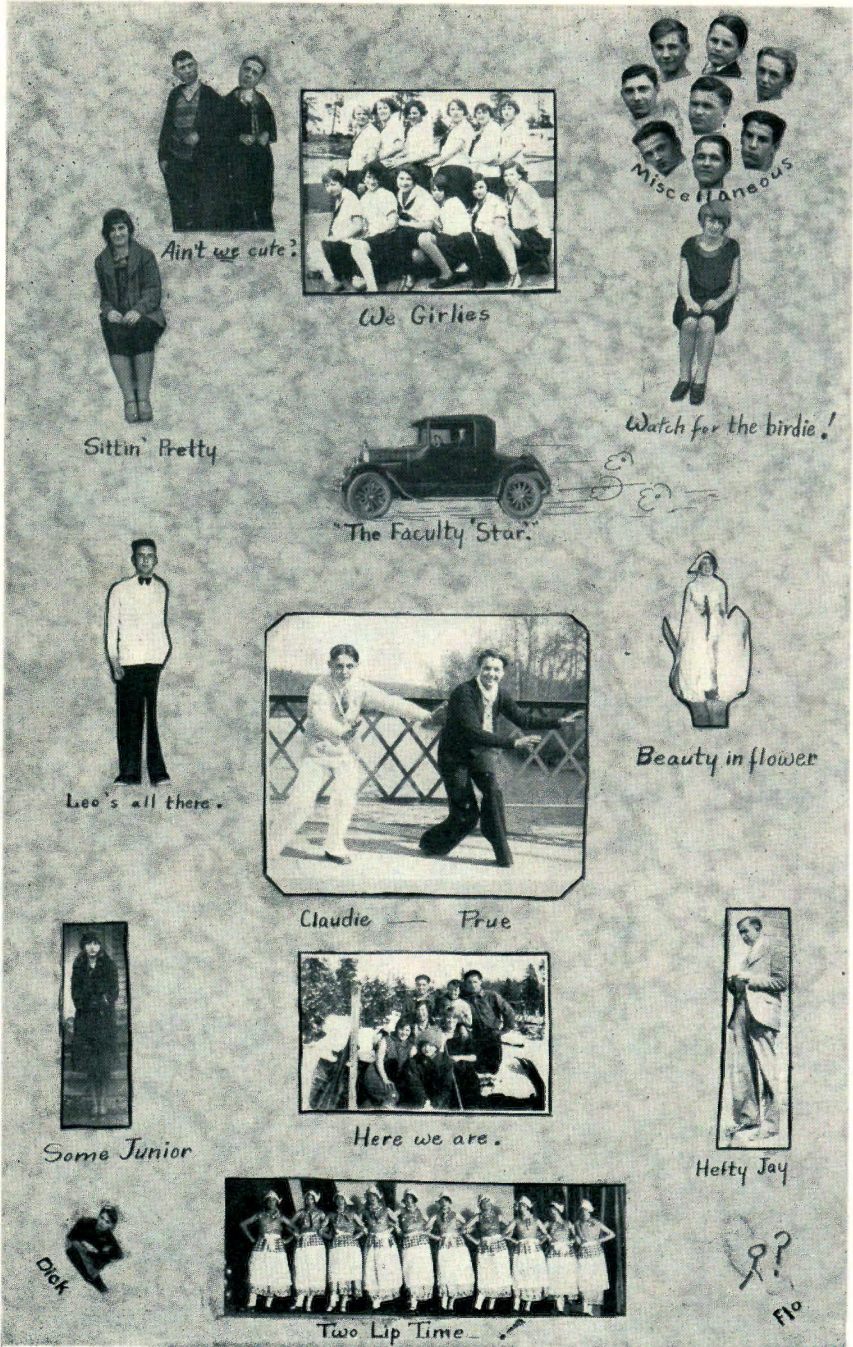 Miscellaneous
Ain't we cute?
We Girlies
Watch for the birdie!
Sittin' Pretty
"The Faculty 'Star'."
Beauty in flower
Leo's all there.
Claudie — Prue
Here we are.
Some Junior
Hefty Jay
Dick
??
Flo
Two Lip Time — !